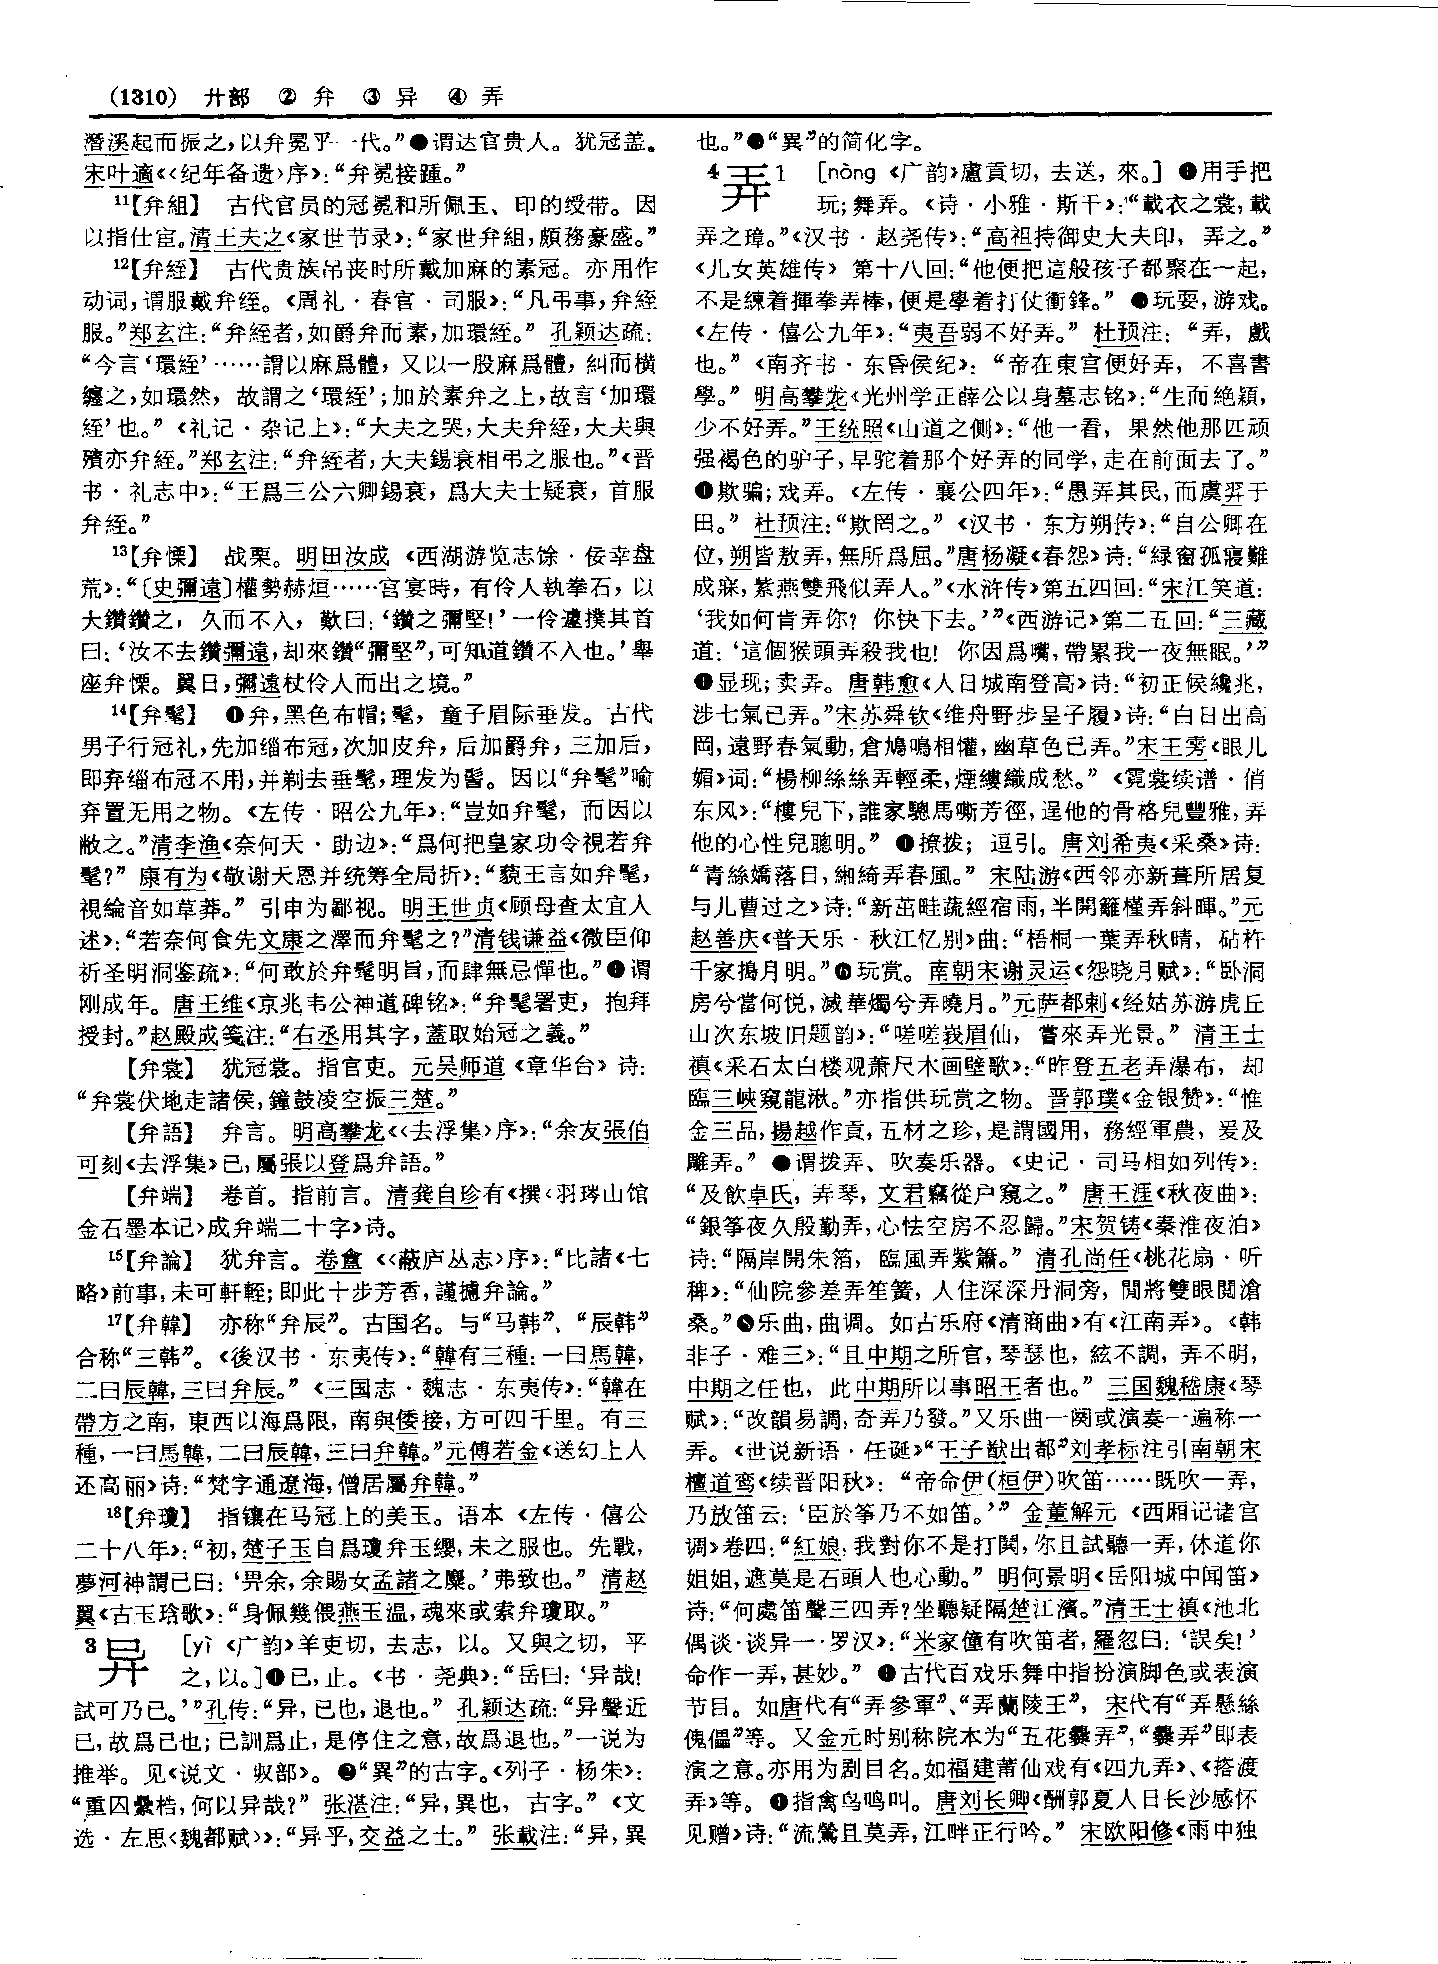 (1310) 廾部 ②弁 ③异 ④弄
潛溪起而振之，以弁冕乎一代。”●谓达官贵人。犹冠盖。
宋叶適《〈纪年备遗〉序》：“弁冕接踵。”
¹¹【弁組】 古代官员的冠冕和所佩玉、印的绶带。因
以指仕宦。清王夫之《家世节录》：“家世弁組，頗務豪盛。”
¹²【弁絰】 古代贵族吊丧时所戴加麻的素冠。亦用作
动词，谓服戴弁绖。《周礼·春官·司服》：“凡弔事，弁絰
服。”郑玄注：“弁絰者，如爵弁而素，加環絰。” 孔颖达疏：
“今言‘環絰’……謂以麻爲體，又以一股麻爲體，糾而横
纏之，如環然，故謂之‘環絰’；加於素弁之上，故言‘加環
絰’也。”《礼记·杂记上》：“大夫之哭，大夫弁絰，大夫與
殯亦弁絰。”郑玄注：“弁絰者，大夫錫衰相弔之服也。”《晋
书·礼志中》：“王爲三公六卿錫衰，爲大夫士疑衰，首服
弁絰。”
¹³【弁慄】 战栗。明田汝成《西湖游览志馀·佞幸盘
荒》：“〔史彌遠〕權勢赫烜……宫宴時，有伶人執拳石，以
大鑽鑽之，久而不入，歎曰：‘鑽之彌堅！’一伶遽撲其首
曰：‘汝不去鑽彌遠，却來鑽“彌堅”，可知道鑽不入也。’舉
座弁慄。翼日，彌遠杖伶人而出之境。”
¹⁴【弁髦】 ❶弁，黑色布帽；髦，童子眉际垂发。古代
男子行冠礼，先加缁布冠，次加皮弁，后加爵弁，三加后，
即弃缁布冠不用，并剃去垂髦，理发为髻。因以“弁髦”喻
弃置无用之物。《左传·昭公九年》：“豈如弁髦，而因以
敝之。”清李渔《奈何天·助边》：“爲何把皇家功令視若弁
髦？” 康有为《敬谢天恩并统筹全局折》：“藐王言如弁髦，
視綸音如草莽。” 引申为鄙视。明王世贞《顾母查太宜人
述》：“若奈何食先文康之澤而弁髦之？”清钱谦益《微臣仰
祈圣明洞鉴疏》：“何敢於弁髦明旨，而肆無忌憚也。”❷谓
刚成年。唐王维《京兆韦公神道碑铭》：“弁髦署吏，抱拜
授封。”赵殿成笺注：“右丞用其字，蓋取始冠之義。”
【弁裳】 犹冠裳。指官吏。元吴师道《章华台》诗：
“弁裳伏地走諸侯，鐘鼓凌空振三楚。”
【弁語】 弁言。明高攀龙《〈去浮集〉序》：“余友張伯
可刻《去浮集》已，屬張以登爲弁語。”
【弁端】 卷首。指前言。清龚自珍有《撰〈羽琌山馆
金石墨本记〉成弁端二十字》诗。
¹⁵【弁論】 犹弁言。卷盦《〈蔽庐丛志〉序》：“比諸《七
略》前事，未可軒輊；即此十步芳香，謹攄弁論。”
¹⁷【弁韓】 亦称“弁辰”。古国名。与“马韩”、“辰韩”
合称“三韩”。《後汉书·东夷传》：“韓有三種：一曰馬韓，
二曰辰韓，三曰弁辰。”《三国志·魏志·东夷传》：“韓在
帶方之南，東西以海爲限，南與倭接，方可四千里。有三
種，一曰馬韓，二曰辰韓，三曰弁韓。”元傅若金《送幻上人
还高丽》诗：“梵字通遼海，僧居屬弁韓。”
¹⁸【弁瓊】 指镶在马冠上的美玉。语本《左传·僖公
二十八年》：“初，楚子玉自爲瓊弁玉纓，未之服也。先戰，
夢河神謂己曰：‘畀余，余賜女孟諸之麋。’弗致也。” 清赵
翼《古玉琀歌》：“身佩幾偎燕玉温，魂來或索弁瓊取。”
3 异 [yì《广韵》羊吏切，去志，以。又與之切，平
之，以。]❶已，止。《书·尧典》：“岳曰：‘异哉！
試可乃已。’”孔传：“异，已也，退也。” 孔颖达疏：“异聲近
已，故爲已也；已訓爲止，是停住之意，故爲退也。”一说为
推举。见《说文·収部》。❷“異”的古字。《列子·杨朱》：
“重囚纍梏，何以异哉？” 张湛注：“异，異也，古字。”《文
选·左思〈魏都赋〉》：“异乎，交益之士。” 张載注：“异，異
也。”●“異”的简化字。
4 弄1 [nòng《广韵》盧貢切，去送，來。] ❶用手把
玩；舞弄。《诗·小雅·斯干》：“載衣之裳，載
弄之璋。”《汉书·赵尧传》：“高祖持御史大夫印，弄之。”
《儿女英雄传》第十八回：“他便把這般孩子都聚在一起，
不是練着揮拳弄棒，便是學着打仗衝鋒。” ❷玩耍，游戏。
《左传·僖公九年》：“夷吾弱不好弄。” 杜预注：“弄，戲
也。”《南齐书·东昏侯纪》：“帝在東宫便好弄，不喜書
學。” 明高攀龙《光州学正薛公以身墓志铭》：“生而絶穎，
少不好弄。”王统照《山道之侧》：“他一看，果然他那匹顽
强褐色的驴子，早驼着那个好弄的同学，走在前面去了。”
❸欺骗；戏弄。《左传·襄公四年》：“愚弄其民，而虞羿于
田。” 杜预注：“欺罔之。”《汉书·东方朔传》：“自公卿在
位，朔皆敖弄，無所爲屈。”唐杨凝《春怨》诗：“緑窗孤寢難
成寐，紫燕雙飛似弄人。”《水浒传》第五四回：“宋江笑道：
‘我如何肯弄你？你快下去。’”《西游记》第二五回：“三藏
道：‘這個猴頭弄殺我也！你因爲嘴，帶累我一夜無眠。’”
❹显现；卖弄。唐韩愈《人日城南登高》诗：“初正候纔兆，
涉七氣已弄。”宋苏舜钦《维舟野步呈子履》诗：“白日出高
岡，遠野春氣動，倉鳩鳴相懽，幽草色已弄。”宋王雱《眼儿
媚》词：“楊柳絲絲弄輕柔，煙縷織成愁。”《霓裳续谱·俏
东风》：“樓兒下，誰家驄馬嘶芳徑，逞他的骨格兒豐雅，弄
他的心性兒聰明。” ❺撩拨；逗引。唐刘希夷《采桑》诗：
“青絲嬌落日，緗綺弄春風。” 宋陆游《西邻亦新葺所居复
与儿曹过之》诗：“新茁畦蔬經宿雨，半開籬槿弄斜暉。”元
赵善庆《普天乐·秋江忆别》曲：“梧桐一葉弄秋晴，砧杵
千家搗月明。”❻玩赏。南朝宋谢灵运《怨晓月赋》：“卧洞
房兮當何悦，滅華燭兮弄曉月。”元萨都剌《经姑苏游虎丘
山次东坡旧题韵》：“嗟嗟峩眉仙，嘗來弄光景。” 清王士
禛《采石太白楼观萧尺木画壁歌》：“昨登五老弄瀑布，却
臨三峽窺龍湫。”亦指供玩赏之物。晋郭璞《金银赞》：“惟
金三品，揚越作貢，五材之珍，是謂國用，務經軍農，爰及
雕弄。” ❼谓拨弄、吹奏乐器。《史记·司马相如列传》：
“及飲卓氏，弄琴，文君竊從户窺之。” 唐王涯《秋夜曲》：
“銀筝夜久殷勤弄，心怯空房不忍歸。”宋贺铸《秦淮夜泊》
诗：“隔岸開朱箔，臨風弄紫簫。” 清孔尚任《桃花扇·听
稗》：“仙院參差弄笙簧，人住深深丹洞旁，閒將雙眼閲滄
桑。”❽乐曲，曲调。如古乐府《清商曲》有《江南弄》。《韩
非子·难三》：“且中期之所官，琴瑟也，絃不調，弄不明，
中期之任也，此中期所以事昭王者也。” 三国魏嵇康《琴
赋》：“改韻易調，奇弄乃發。”又乐曲一阕或演奏一遍称一
弄。《世说新语·任诞》“王子猷出都”刘孝标注引南朝宋
檀道鸾《续晋阳秋》：“帝命伊（桓伊）吹笛……既吹一弄，
乃放笛云：‘臣於筝乃不如笛。’” 金董解元《西厢记诸宫
调》卷四：“紅娘，我對你不是打鬨，你且試聽一弄，休道你
姐姐，遮莫是石頭人也心動。” 明何景明《岳阳城中闻笛》
诗：“何處笛聲三四弄？坐聽疑隔楚江濱。”清王士禛《池北
偶谈·谈异一·罗汉》：“米家僮有吹笛者，羅忽曰：‘誤矣！’
命作一弄，甚妙。” ❾古代百戏乐舞中指扮演脚色或表演
节目。如唐代有“弄參軍”、“弄蘭陵王”，宋代有“弄懸絲
傀儡”等。又金元时别称院本为“五花爨弄”，“爨弄”即表
演之意。亦用为剧目名。如福建莆仙戏有《四九弄》、《搭渡
弄》等。❿指禽鸟鸣叫。唐刘长卿《酬郭夏人日长沙感怀
见赠》诗：“流鶯且莫弄，江畔正行吟。” 宋欧阳修《雨中独